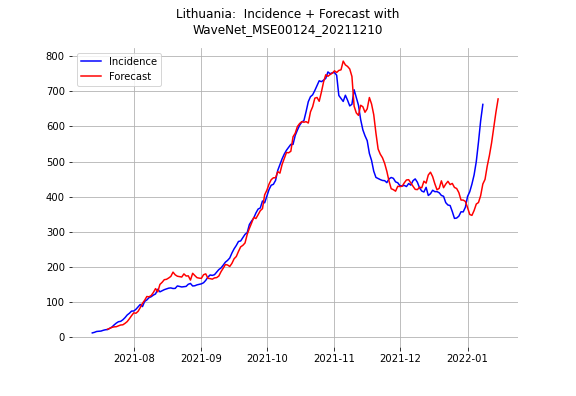 Lithuania:  Incidence + Forecast with
WaveNet_MSE00124_20211210
Incidence
Forecast
800
700
600
500
400
300
200
100
0
2021-08 2021-09 2021-10 2021-11 2021-12 2022-01